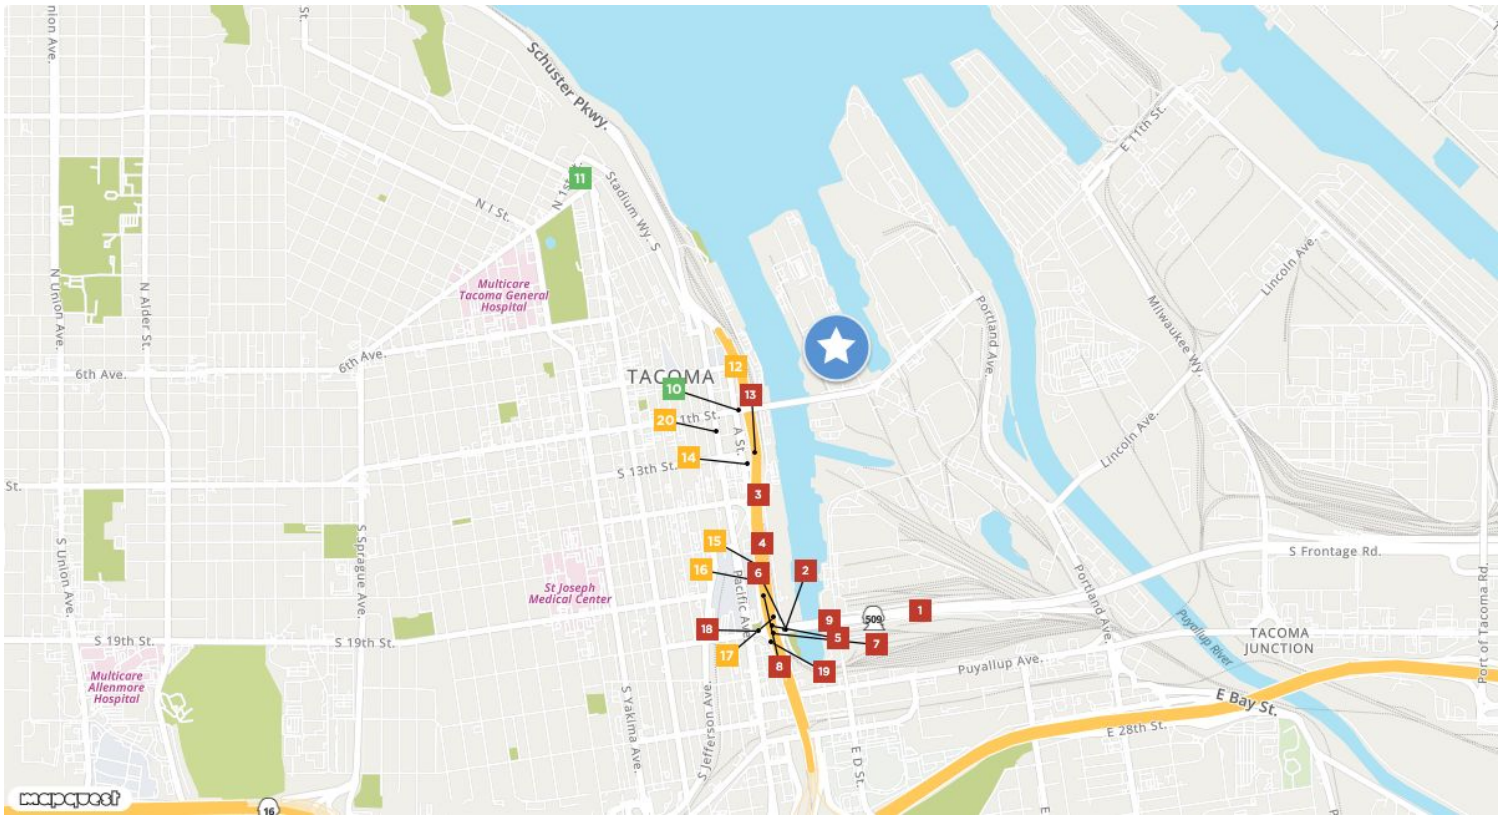 nion Ave.
St.
Schuster Pkwy.
E 11th St.
11
N 1st
Stadium Wy. S
N I St.
Lincoln Ave.
N Union Ave.
N Alder St.
Multicare
Tacoma General
Hospital
Portland Ave.
Milwaukee Wy.
6th Ave.
6th Ave.
TACOMA
12
10
13
20
1th St.
A St.
14
S 13th St.
Lincoln Ave.
St.
3
S Union Ave.
S Sprague Ave.
15
4
S Frontage Rd.
16
6
2
Pacific Ave.
St Joseph
Medical Center
Portland Ave.
Port of Tacoma Rd.
1
9
509
18
5
7
S 19th St.
S 19th St.
17
8
19
Puyallup Ave.
Puyallup River
TACOMA
JUNCTION
Multicare
Allenmore
Hospital
S Yakima Ave.
S Jefferson Ave.
E D St.
E Bay St.
E 28th St.
mapquest
16
E
P